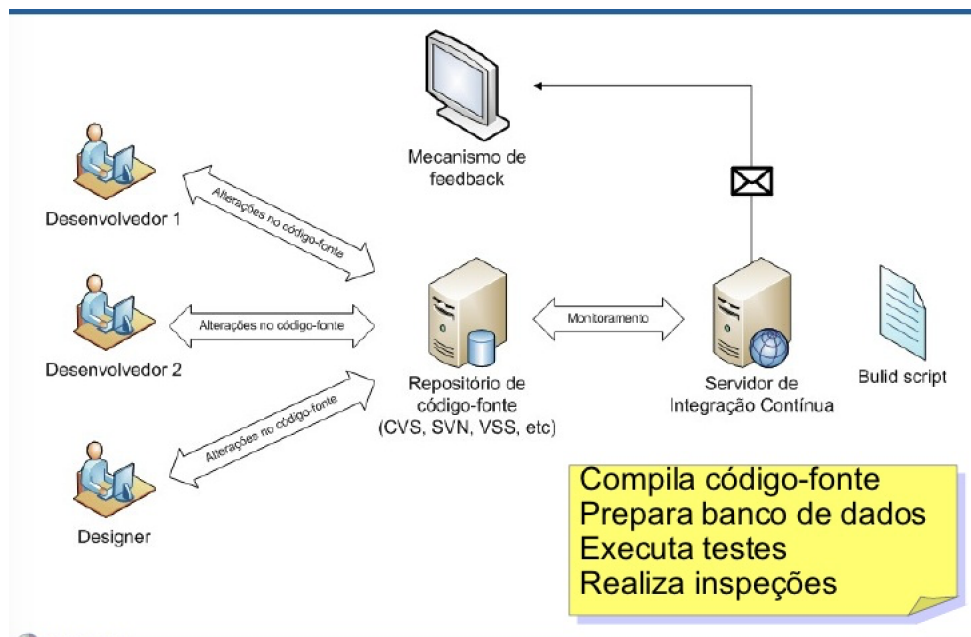 Mecanismo de
feedback
Desenvolvedor 1
Alterações no código-fonte
Desenvolvedor 2
Alterações no código-fonte
Designer
Alterações no código-fonte
Repositório de
código-fonte
(CVS, SVN, VSS, etc)
Monitoramento
Servidor de
Integração Contínua
Bulid script
Compila código-fonte
Prepara banco de dados
Executa testes
Realiza inspeções